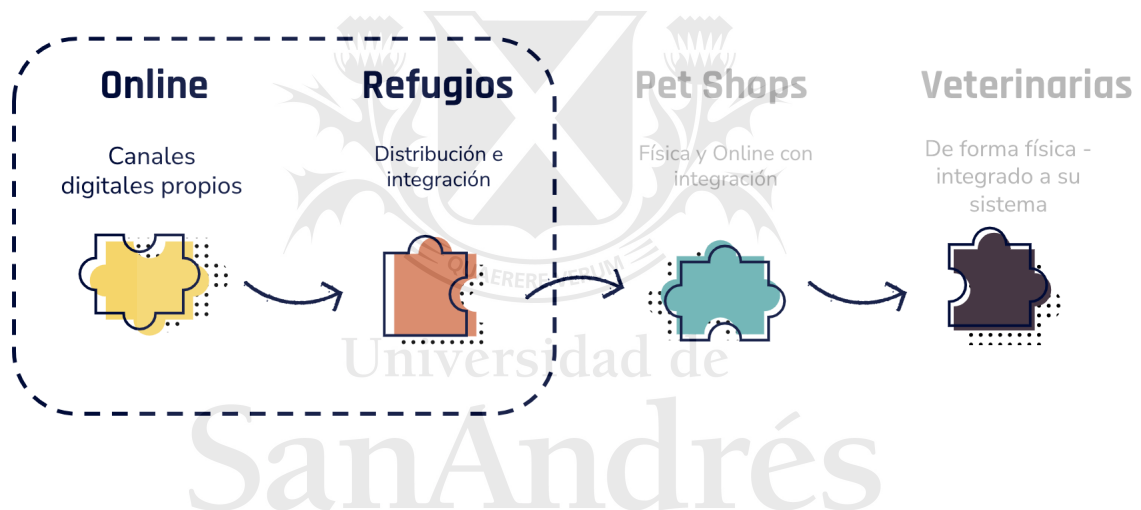 Online
Canales
digitales propios
Refugios
Distribución e
integración
Pet Shops
Física y Online con
integración
Veterinarias
De forma física -
integrado a su
sistema
QUAERERE VERUM
Universidad de
SanAndrés